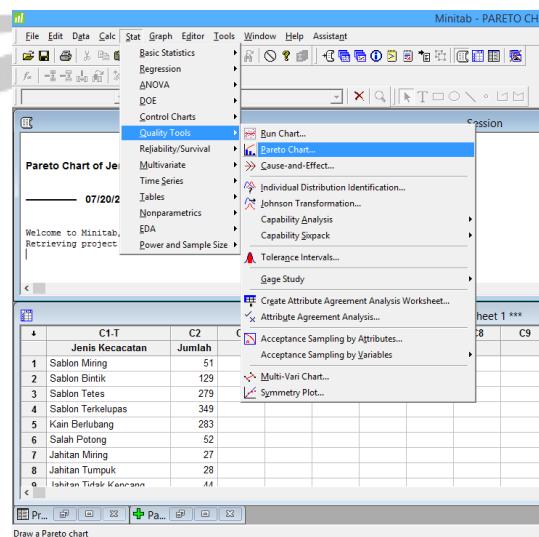 Minitab - PARETO CH
File Edit Data Calc Stat Graph Editor Tools Window Help Assistant
Basic Statistics
Regression
ANOVA
DOE
Control Charts
Quality Tools
Reliability/Survival
Multivariate
Time Series
Tables
Nonparametrics
EDA
Power and Sample Size
Run Chart...
Pareto Chart...
Cause-and-Effect...
Individual Distribution Identification...
Johnson Transformation...
Capability Analysis
Capability Sixpack
Tolerance Intervals...
Gage Study
Create Attribute Agreement Analysis Worksheet...
Attribute Agreement Analysis...
Acceptance Sampling by Attributes...
Acceptance Sampling by Variables
Multi-Vari Chart...
Symmetry Plot...
Session
Pareto Chart of Je
07/20/2
Welcome to Minitab,
Retrieving project
heet 1 ***
C1-T C2 C8 C9
Jenis Kecacatan Jumlah
1 Sablon Miring 51
2 Sablon Bintik 129
3 Sablon Tetes 279
4 Sablon Terkelupas 349
5 Kain Berlubang 283
6 Salah Potong 52
7 Jahitan Miring 27
8 Jahitan Tumpuk 28
9 Jahitan Tidak Kencang 44
Pr... Pa...
Draw a Pareto chart